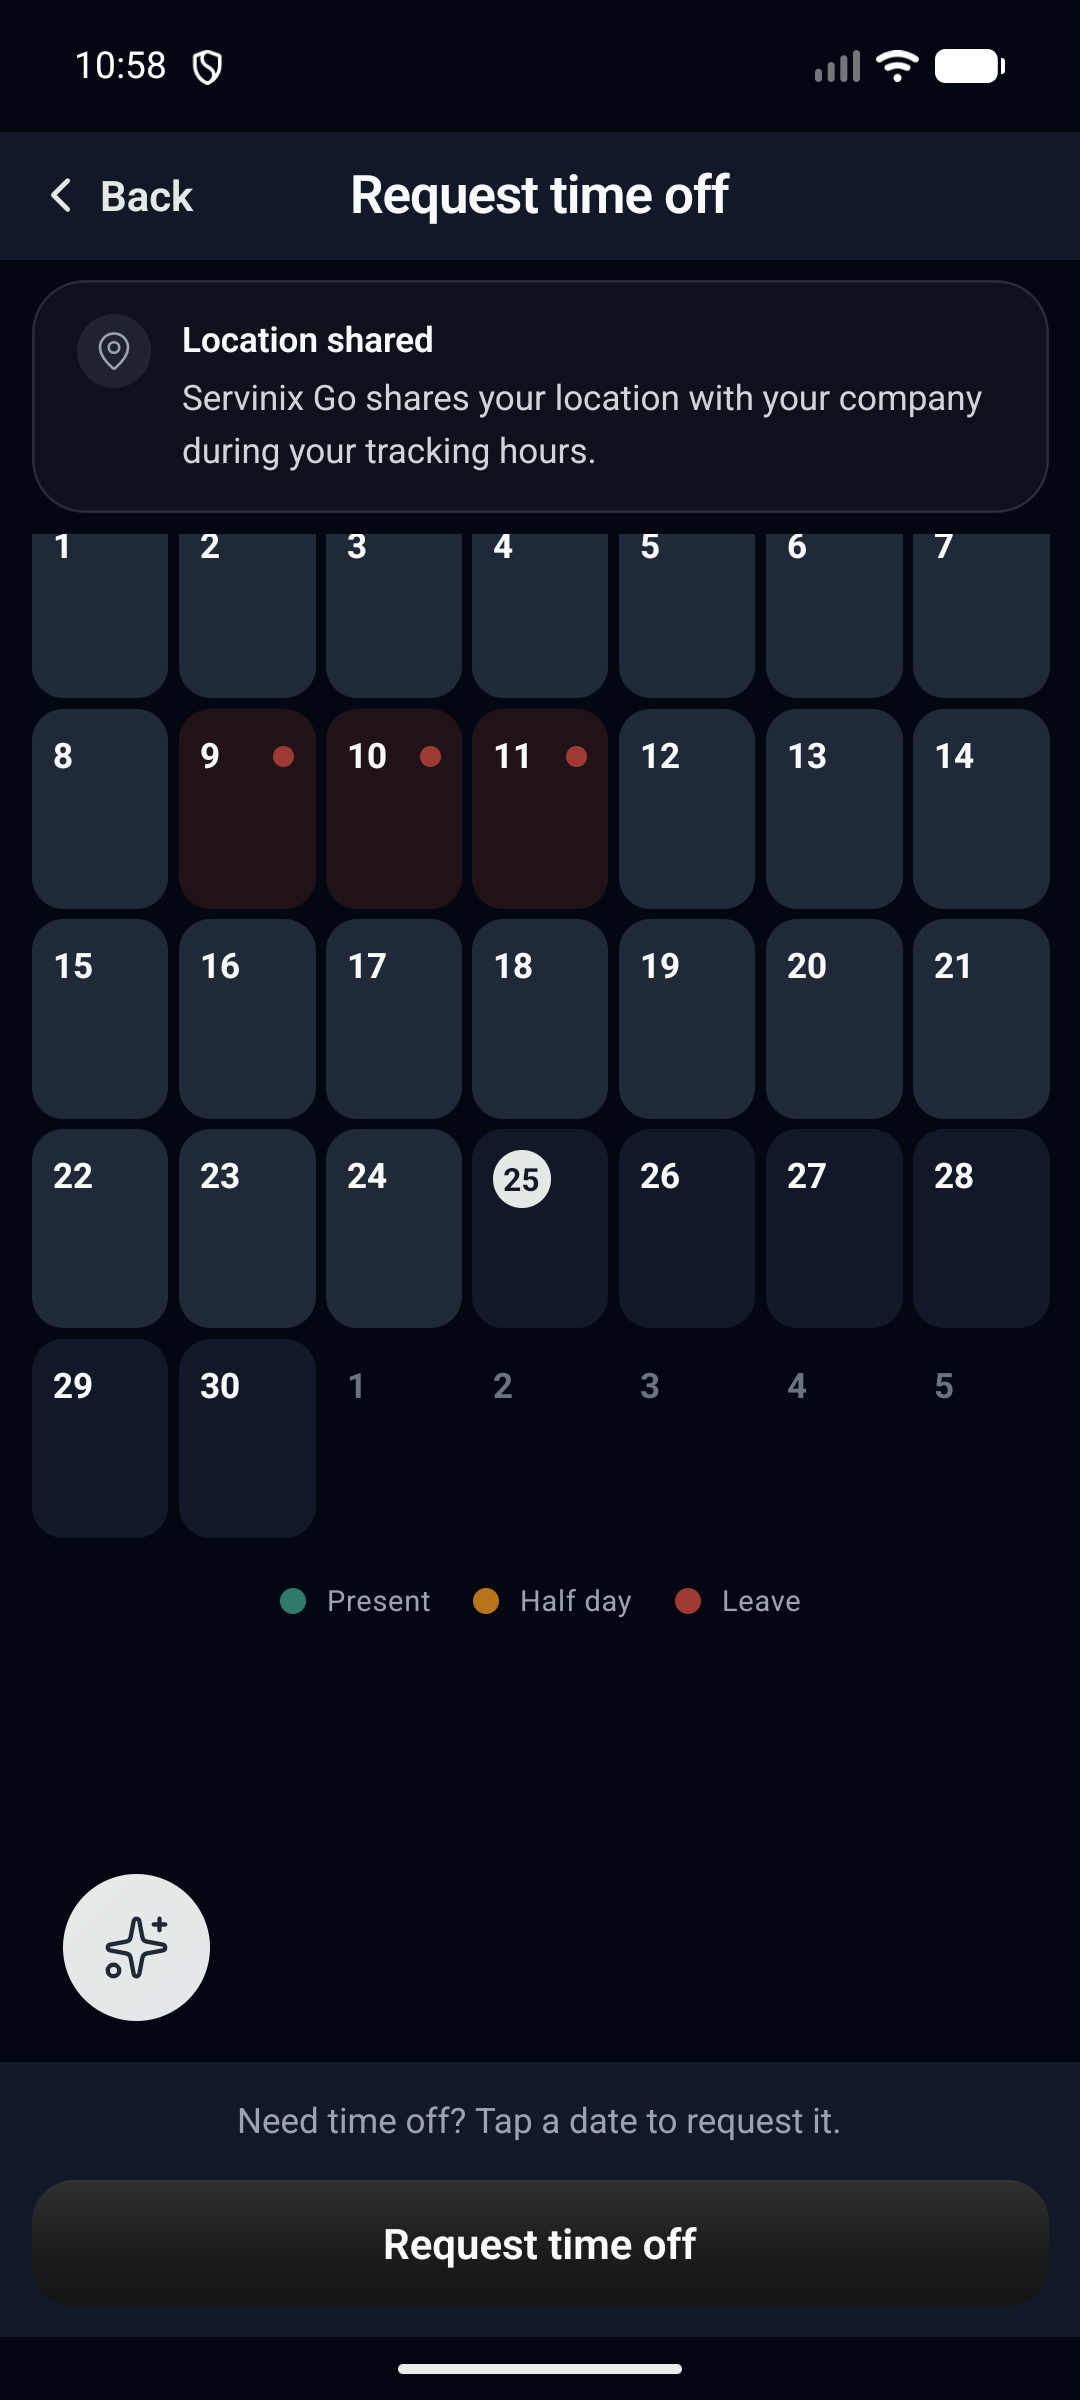 10:58
Back
Request time off
Location shared
Servinix Go shares your location with your company
during your tracking hours.
1 2 3 4 5 6 7
8 9 10 11 12 13 14
15 16 17 18 19 20 21
22 23 24 25 26 27 28
29 30 1 2 3 4 5
Present Half day Leave
Need time off? Tap a date to request it.
Request time off